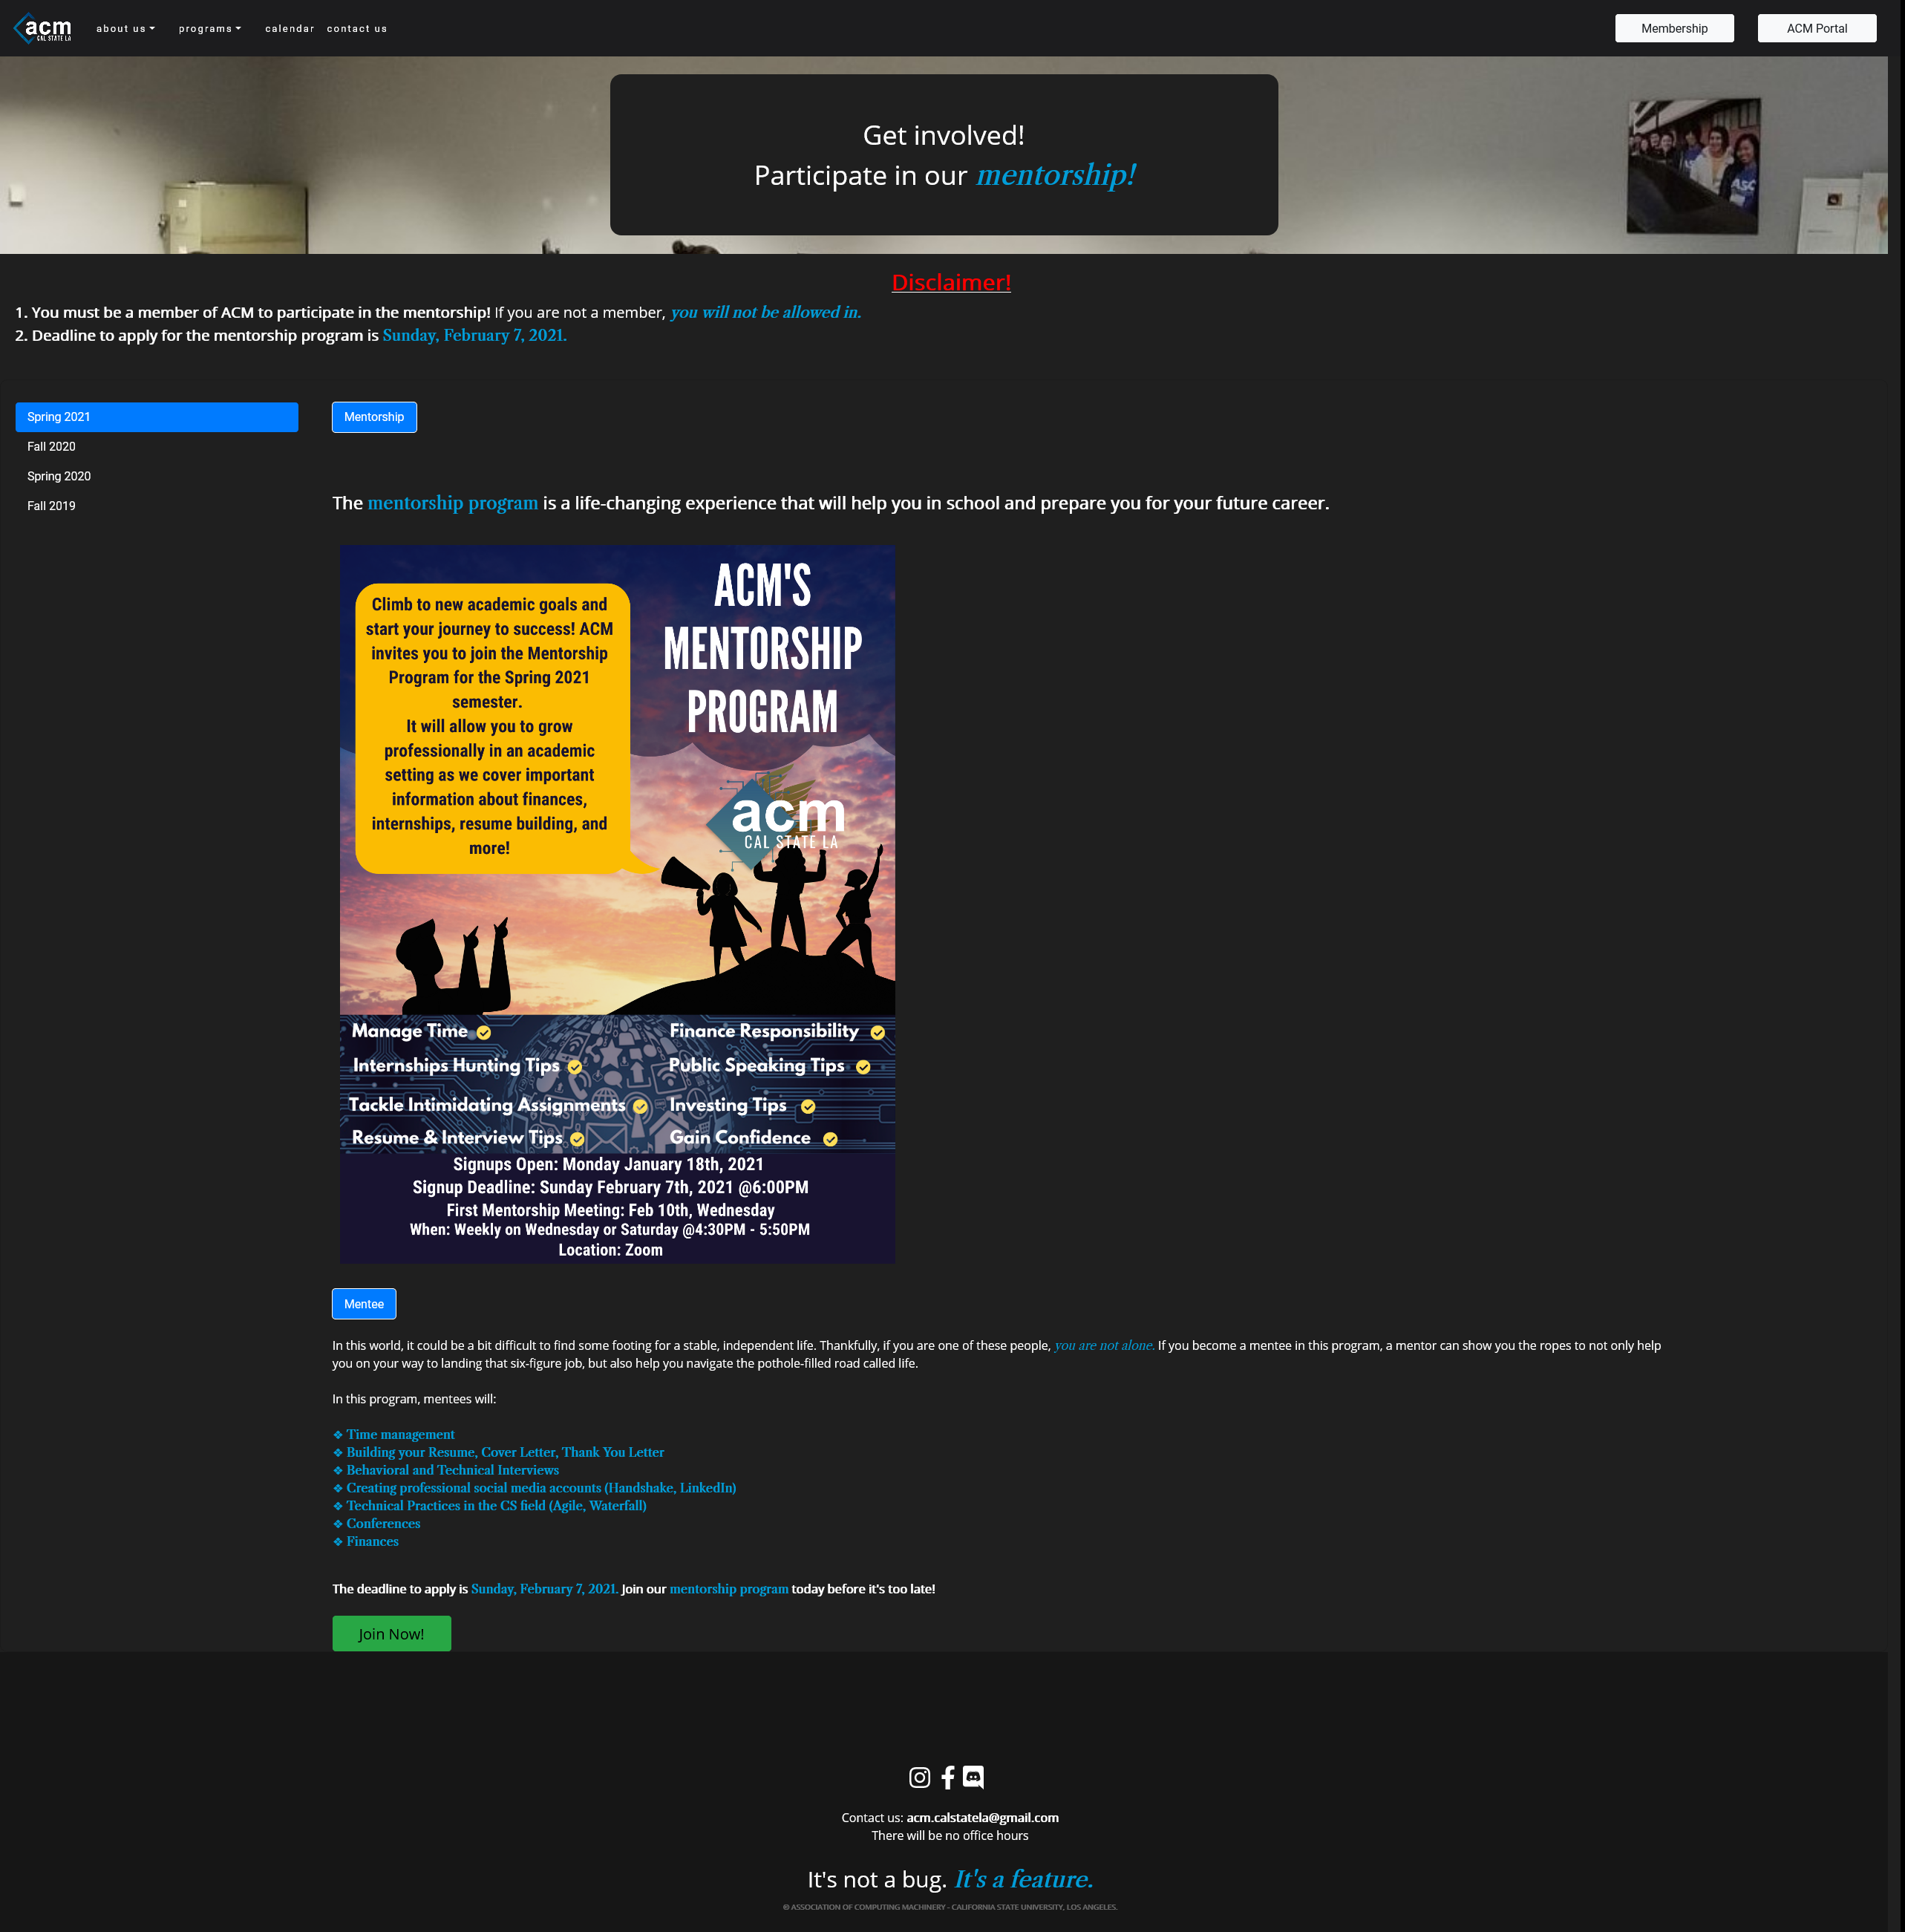 acm
CAL STATE LA
about us
programs
calendar
contact us
Membership
ACM Portal
Get involved!
Participate in our mentorship!
ASC
Disclaimer!
1. You must be a member of ACM to participate in the mentorship! If you are not a member, you will not be allowed in.
2. Deadline to apply for the mentorship program is Sunday, February 7, 2021.
Spring 2021
Fall 2020
Spring 2020
Fall 2019
Mentorship
The mentorship program is a life-changing experience that will help you in school and prepare you for your future career.
Climb to new academic goals and
start your journey to success! ACM
invites you to join the Mentorship
Program for the Spring 2021
semester.
It will allow you to grow
professionally in an academic
setting as we cover important
information about finances,
internships, resume building, and
more!
ACM'S
MENTORSHIP
PROGRAM
acm
CAL STATE LA
Manage Time
Finance Responsibility
Internships Hunting Tips
Public Speaking Tips
Tackle Intimidating Assignments
Investing Tips
Resume & Interview Tips
Gain Confidence
Signups Open: Monday January 18th, 2021
Signup Deadline: Sunday February 7th, 2021 @6:00PM
First Mentorship Meeting: Feb 10th, Wednesday
When: Weekly on Wednesday or Saturday @4:30PM - 5:50PM
Location: Zoom
Mentee
In this world, it could be a bit difficult to find some footing for a stable, independent life. Thankfully, if you are one of these people, you are not alone. If you become a mentee in this program, a mentor can show you the ropes to not only help
you on your way to landing that six-figure job, but also help you navigate the pothole-filled road called life.
In this program, mentees will:
❖ Time management
❖ Building your Resume, Cover Letter, Thank You Letter
❖ Behavioral and Technical Interviews
❖ Creating professional social media accounts (Handshake, LinkedIn)
❖ Technical Practices in the CS field (Agile, Waterfall)
❖ Conferences
❖ Finances
The deadline to apply is Sunday, February 7, 2021. Join our mentorship program today before it's too late!
Join Now!
Contact us: acm.calstatela@gmail.com
There will be no office hours
It's not a bug. It's a feature.
© ASSOCIATION OF COMPUTING MACHINERY - CALIFORNIA STATE UNIVERSITY, LOS ANGELES.